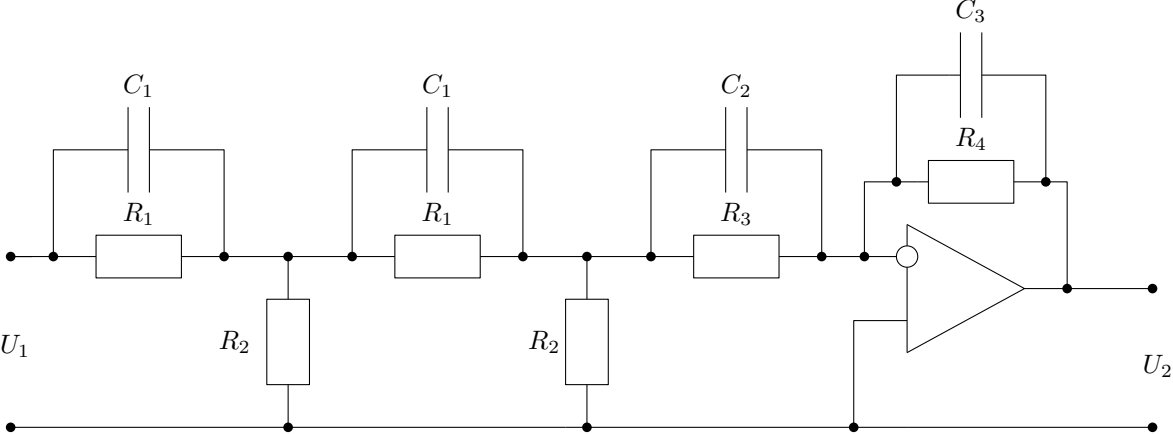 C₃
C₁ C₁ C₂
R₄
R₁ R₁ R₃
R₂ R₂
U₁
U₂